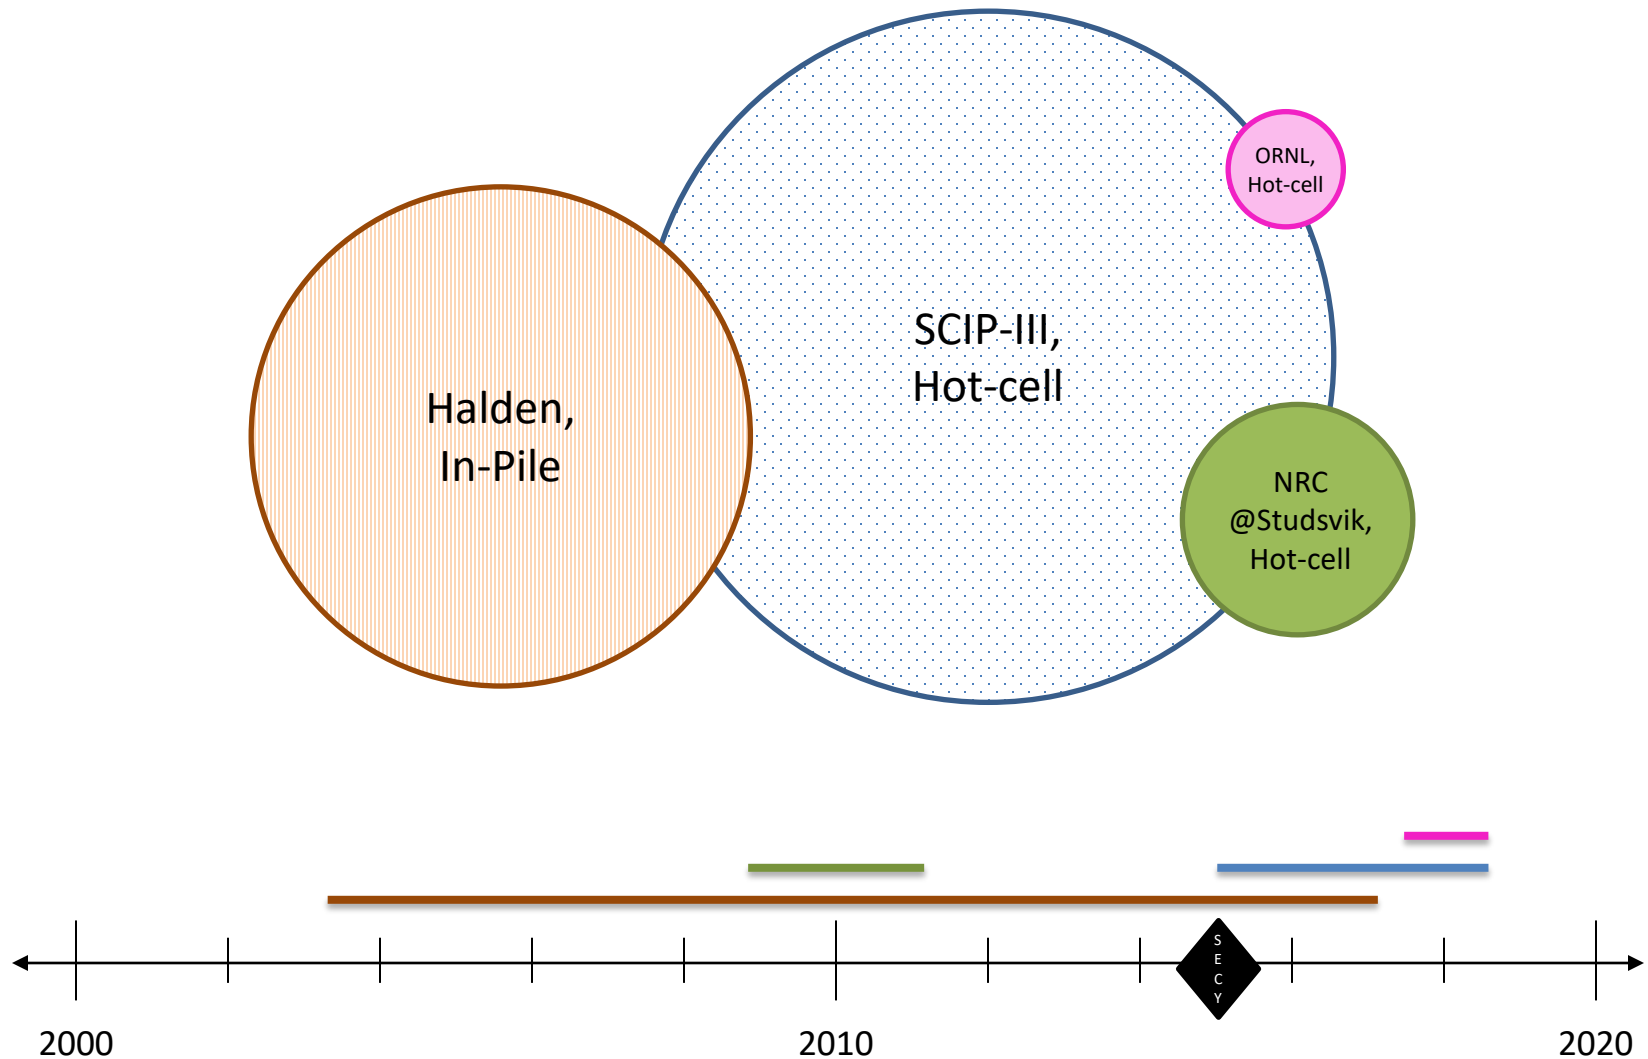 ORNL,
Hot-cell
SCIP-III,
Hot-cell
Halden,
In-Pile
NRC
@Studsvik,
Hot-cell
S
E
C
Y
2000
2010
2020